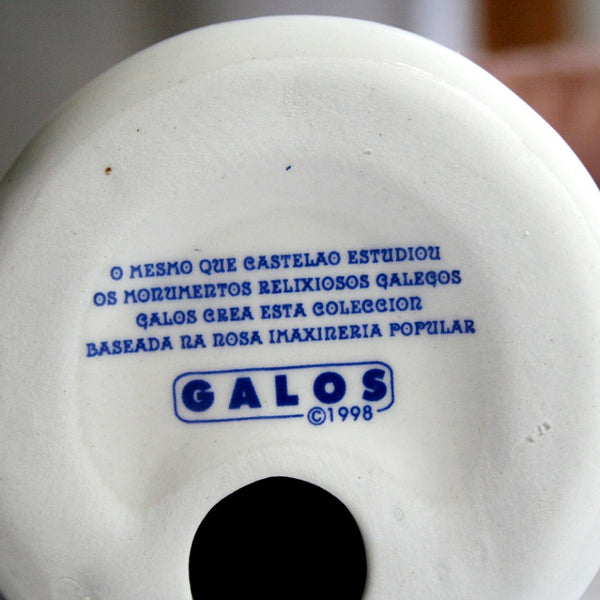 O MESMO QUE CASTELAO ESTUDIOU
OS MONUMENTOS RELIXIOSOS GALEGOS
GALOS CREA ESTA COLECCION
BASEADA NA NOSA IMAXINERIA POPULAR
GALOS
©1998